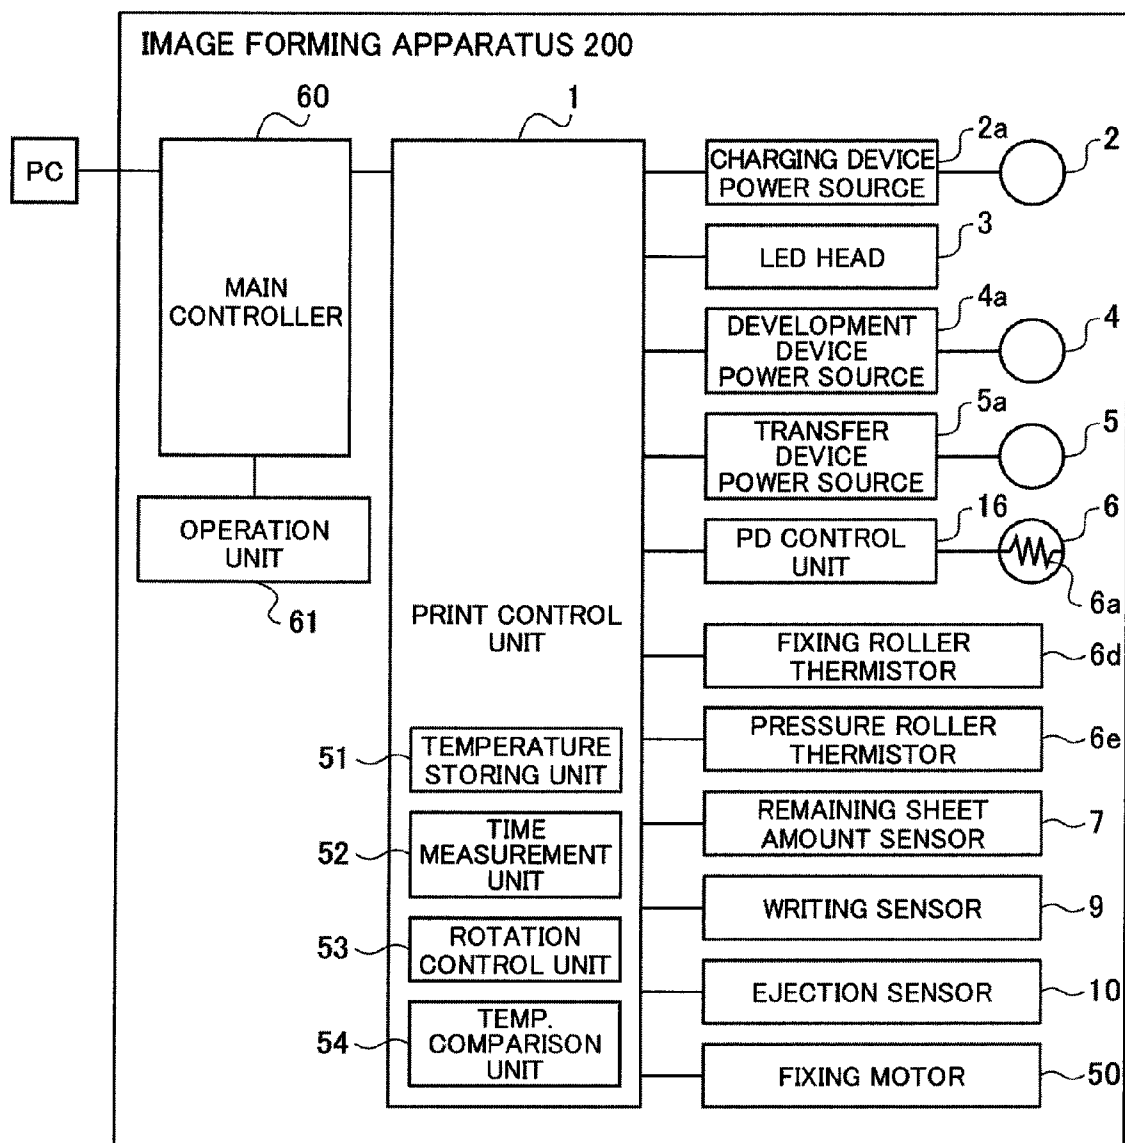 IMAGE FORMING APPARATUS 200
60
1
PC
MAIN
CONTROLLER
OPERATION
UNIT
61
PRINT CONTROL
UNIT
51
TEMPERATURE
STORING UNIT
52
TIME
MEASUREMENT
UNIT
53
ROTATION
CONTROL UNIT
54
TEMP.
COMPARISON
UNIT
CHARGING DEVICE
POWER SOURCE
2a
2
LED HEAD
3
DEVELOPMENT
DEVICE
POWER SOURCE
4a
4
TRANSFER
DEVICE
POWER SOURCE
5a
5
PD CONTROL
UNIT
16
6
6a
FIXING ROLLER
THERMISTOR
6d
PRESSURE ROLLER
THERMISTOR
6e
REMAINING SHEET
AMOUNT SENSOR
7
WRITING SENSOR
9
EJECTION SENSOR
10
FIXING MOTOR
50